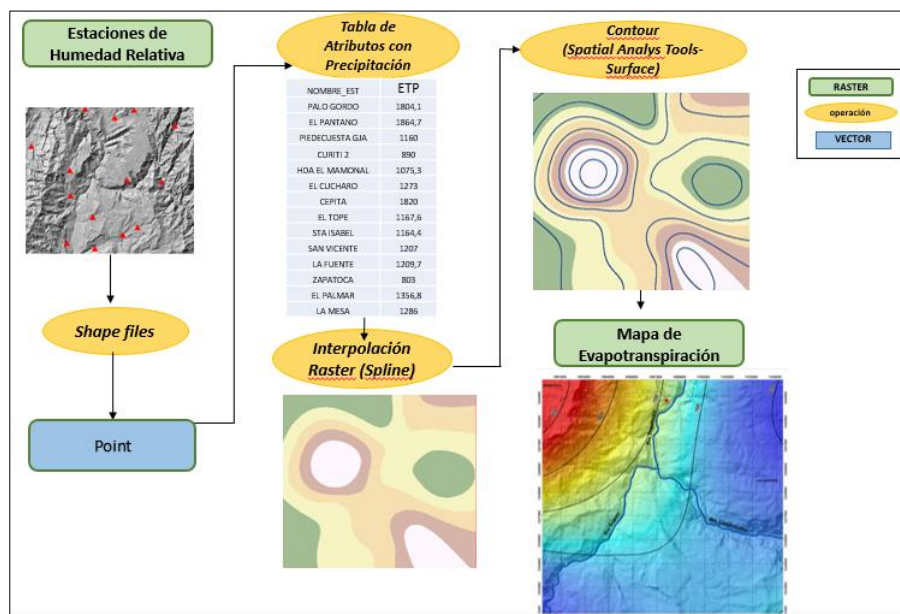 Estaciones de
Humedad Relativa
Shape files
Point
Tabla de
Atributos con
Precipitación
NOMBRE_EST ETP
PALO GORDO 1804,1
EL PANTANO 1864,7
PIEDECUESTA GJA 1160
CURITI 2 890
HDA EL MAMONAL 1075,3
EL CUCHARO 1273
CEPITA 1820
EL TOPE 1167,6
STA ISABEL 1164,4
SAN VICENTE 1207
LA FUENTE 1209,7
ZAPATOCA 803
EL PALMAR 1356,8
LA MESA 1286
Interpolación
Raster (Spline)
Contour
(Spatial Analys Tools-
Surface)
Mapa de
Evapotranspiración
RASTER
operación
VECTOR